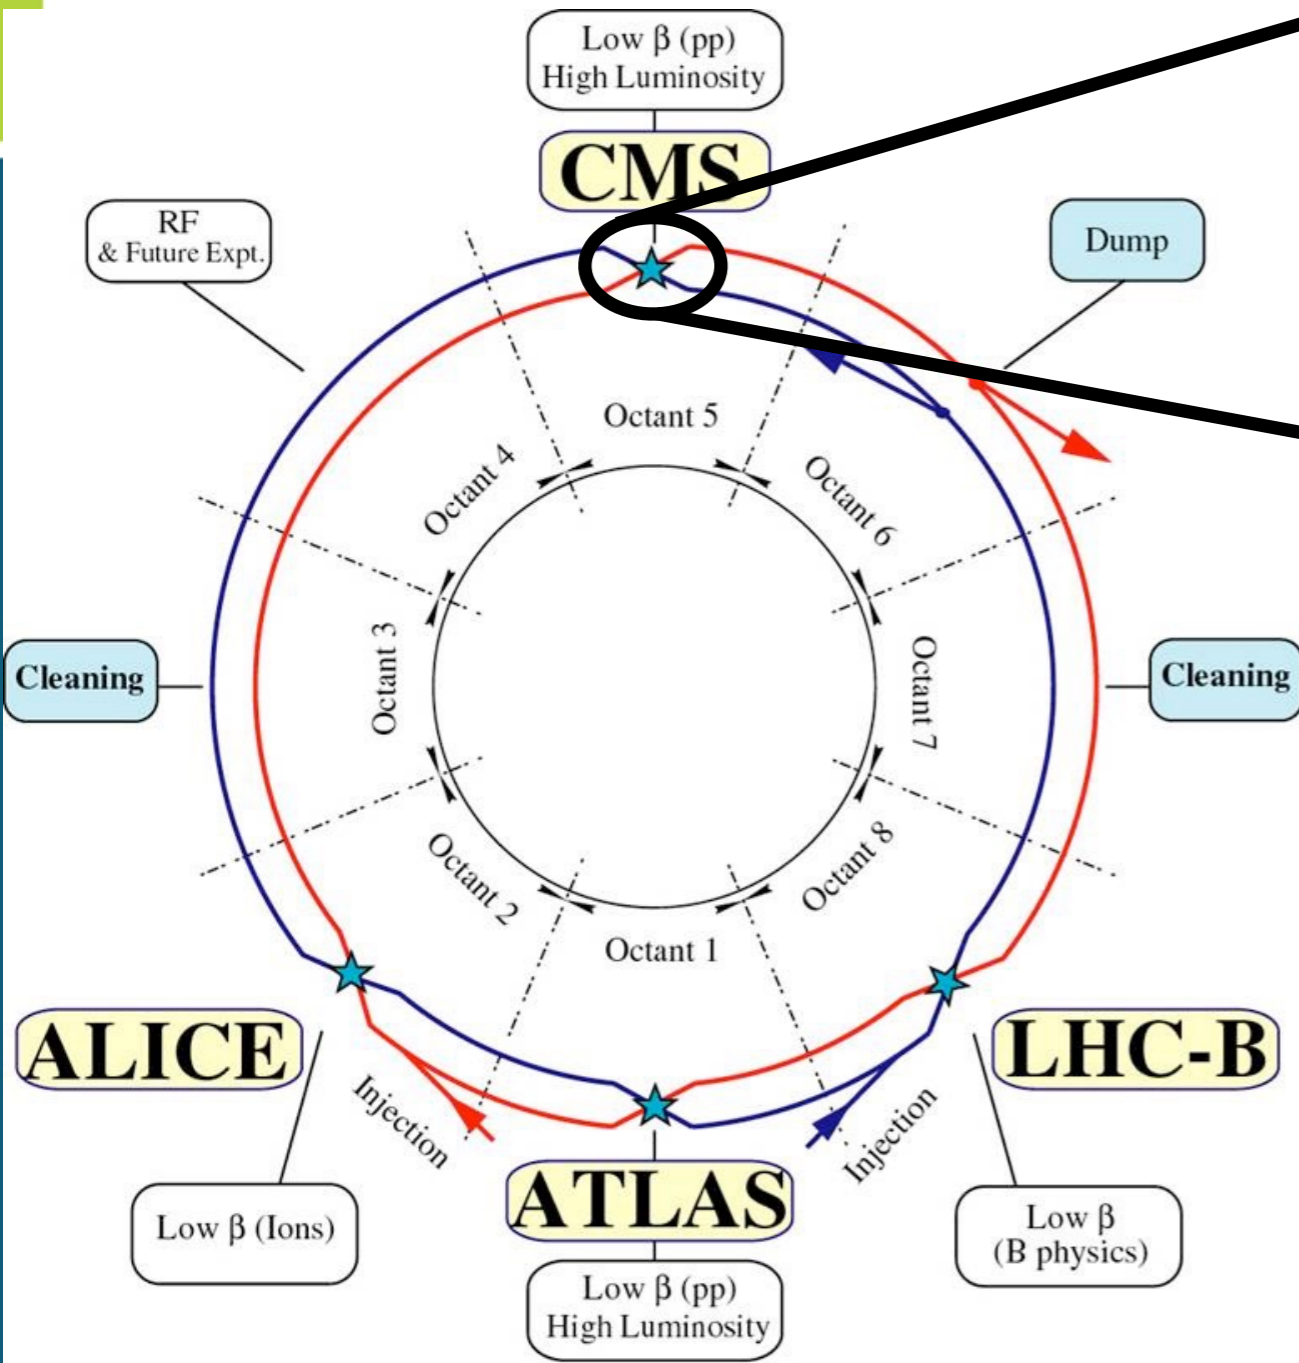 Low β (pp)
High Luminosity
CMS
RF
& Future Expt.
Dump
Octant 5
Octant 4
Octant 6
Octant 3
Octant 7
Cleaning
Cleaning
Octant 2
Octant 8
Octant 1
ALICE
LHC-B
Injection
Injection
ATLAS
Low β (Ions)
Low β
(B physics)
Low β (pp)
High Luminosity